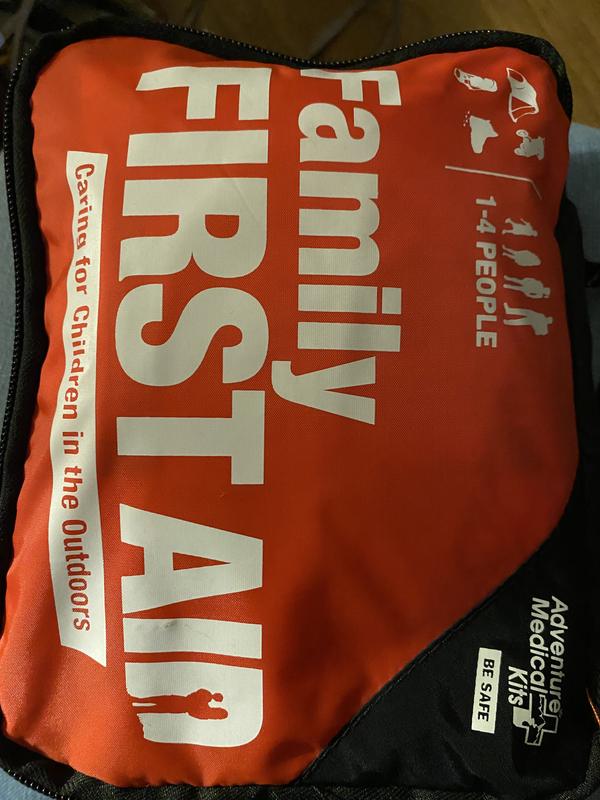 1-4 PEOPLE
Family
FIRST AID
Caring for Children in the Outdoors
Adventure
Medical
Kits
BE SAFE